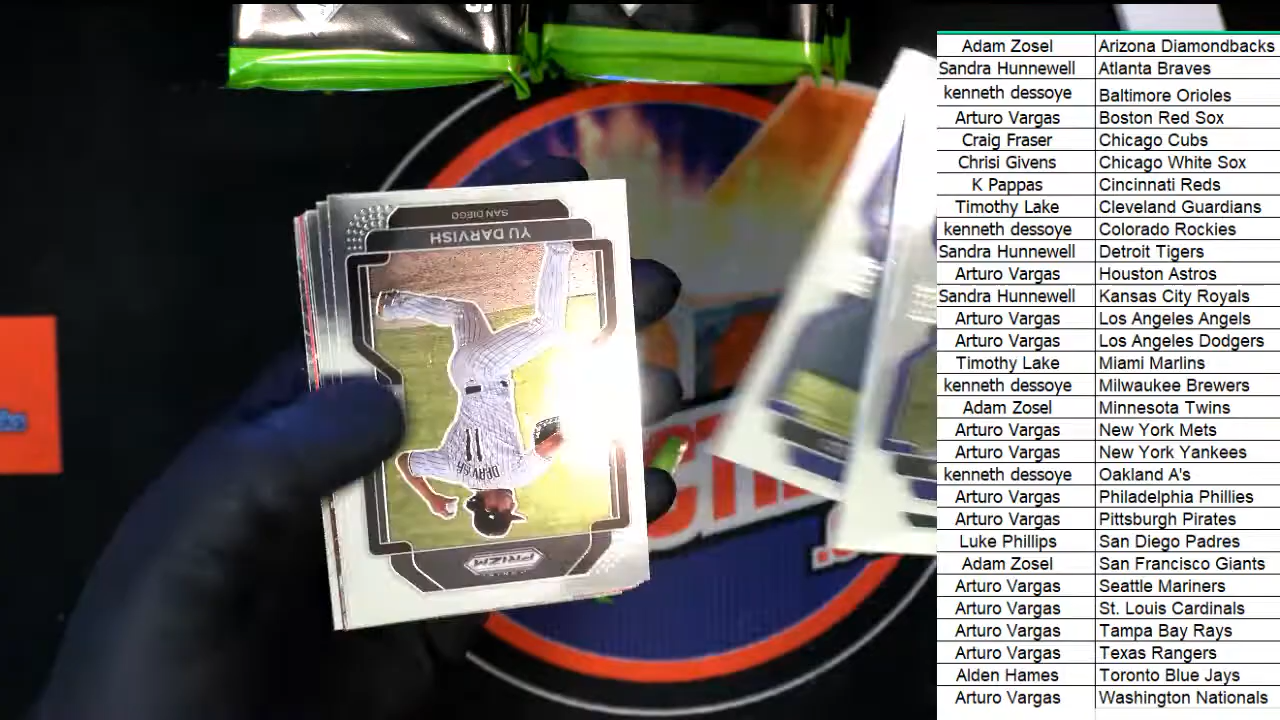 SAN DIEGO
YU DARVISH
DARVISH
11
PANINI
PRIZM
Adam Zosel Arizona Diamondbacks
Sandra Hunnewell Atlanta Braves
kenneth dessoye Baltimore Orioles
Arturo Vargas Boston Red Sox
Craig Fraser Chicago Cubs
Chrisi Givens Chicago White Sox
K Pappas Cincinnati Reds
Timothy Lake Cleveland Guardians
kenneth dessoye Colorado Rockies
Sandra Hunnewell Detroit Tigers
Arturo Vargas Houston Astros
Sandra Hunnewell Kansas City Royals
Arturo Vargas Los Angeles Angels
Arturo Vargas Los Angeles Dodgers
Timothy Lake Miami Marlins
kenneth dessoye Milwaukee Brewers
Adam Zosel Minnesota Twins
Arturo Vargas New York Mets
Arturo Vargas New York Yankees
kenneth dessoye Oakland A's
Arturo Vargas Philadelphia Phillies
Arturo Vargas Pittsburgh Pirates
Luke Phillips San Diego Padres
Adam Zosel San Francisco Giants
Arturo Vargas Seattle Mariners
Arturo Vargas St. Louis Cardinals
Arturo Vargas Tampa Bay Rays
Arturo Vargas Texas Rangers
Alden Hames Toronto Blue Jays
Arturo Vargas Washington Nationals